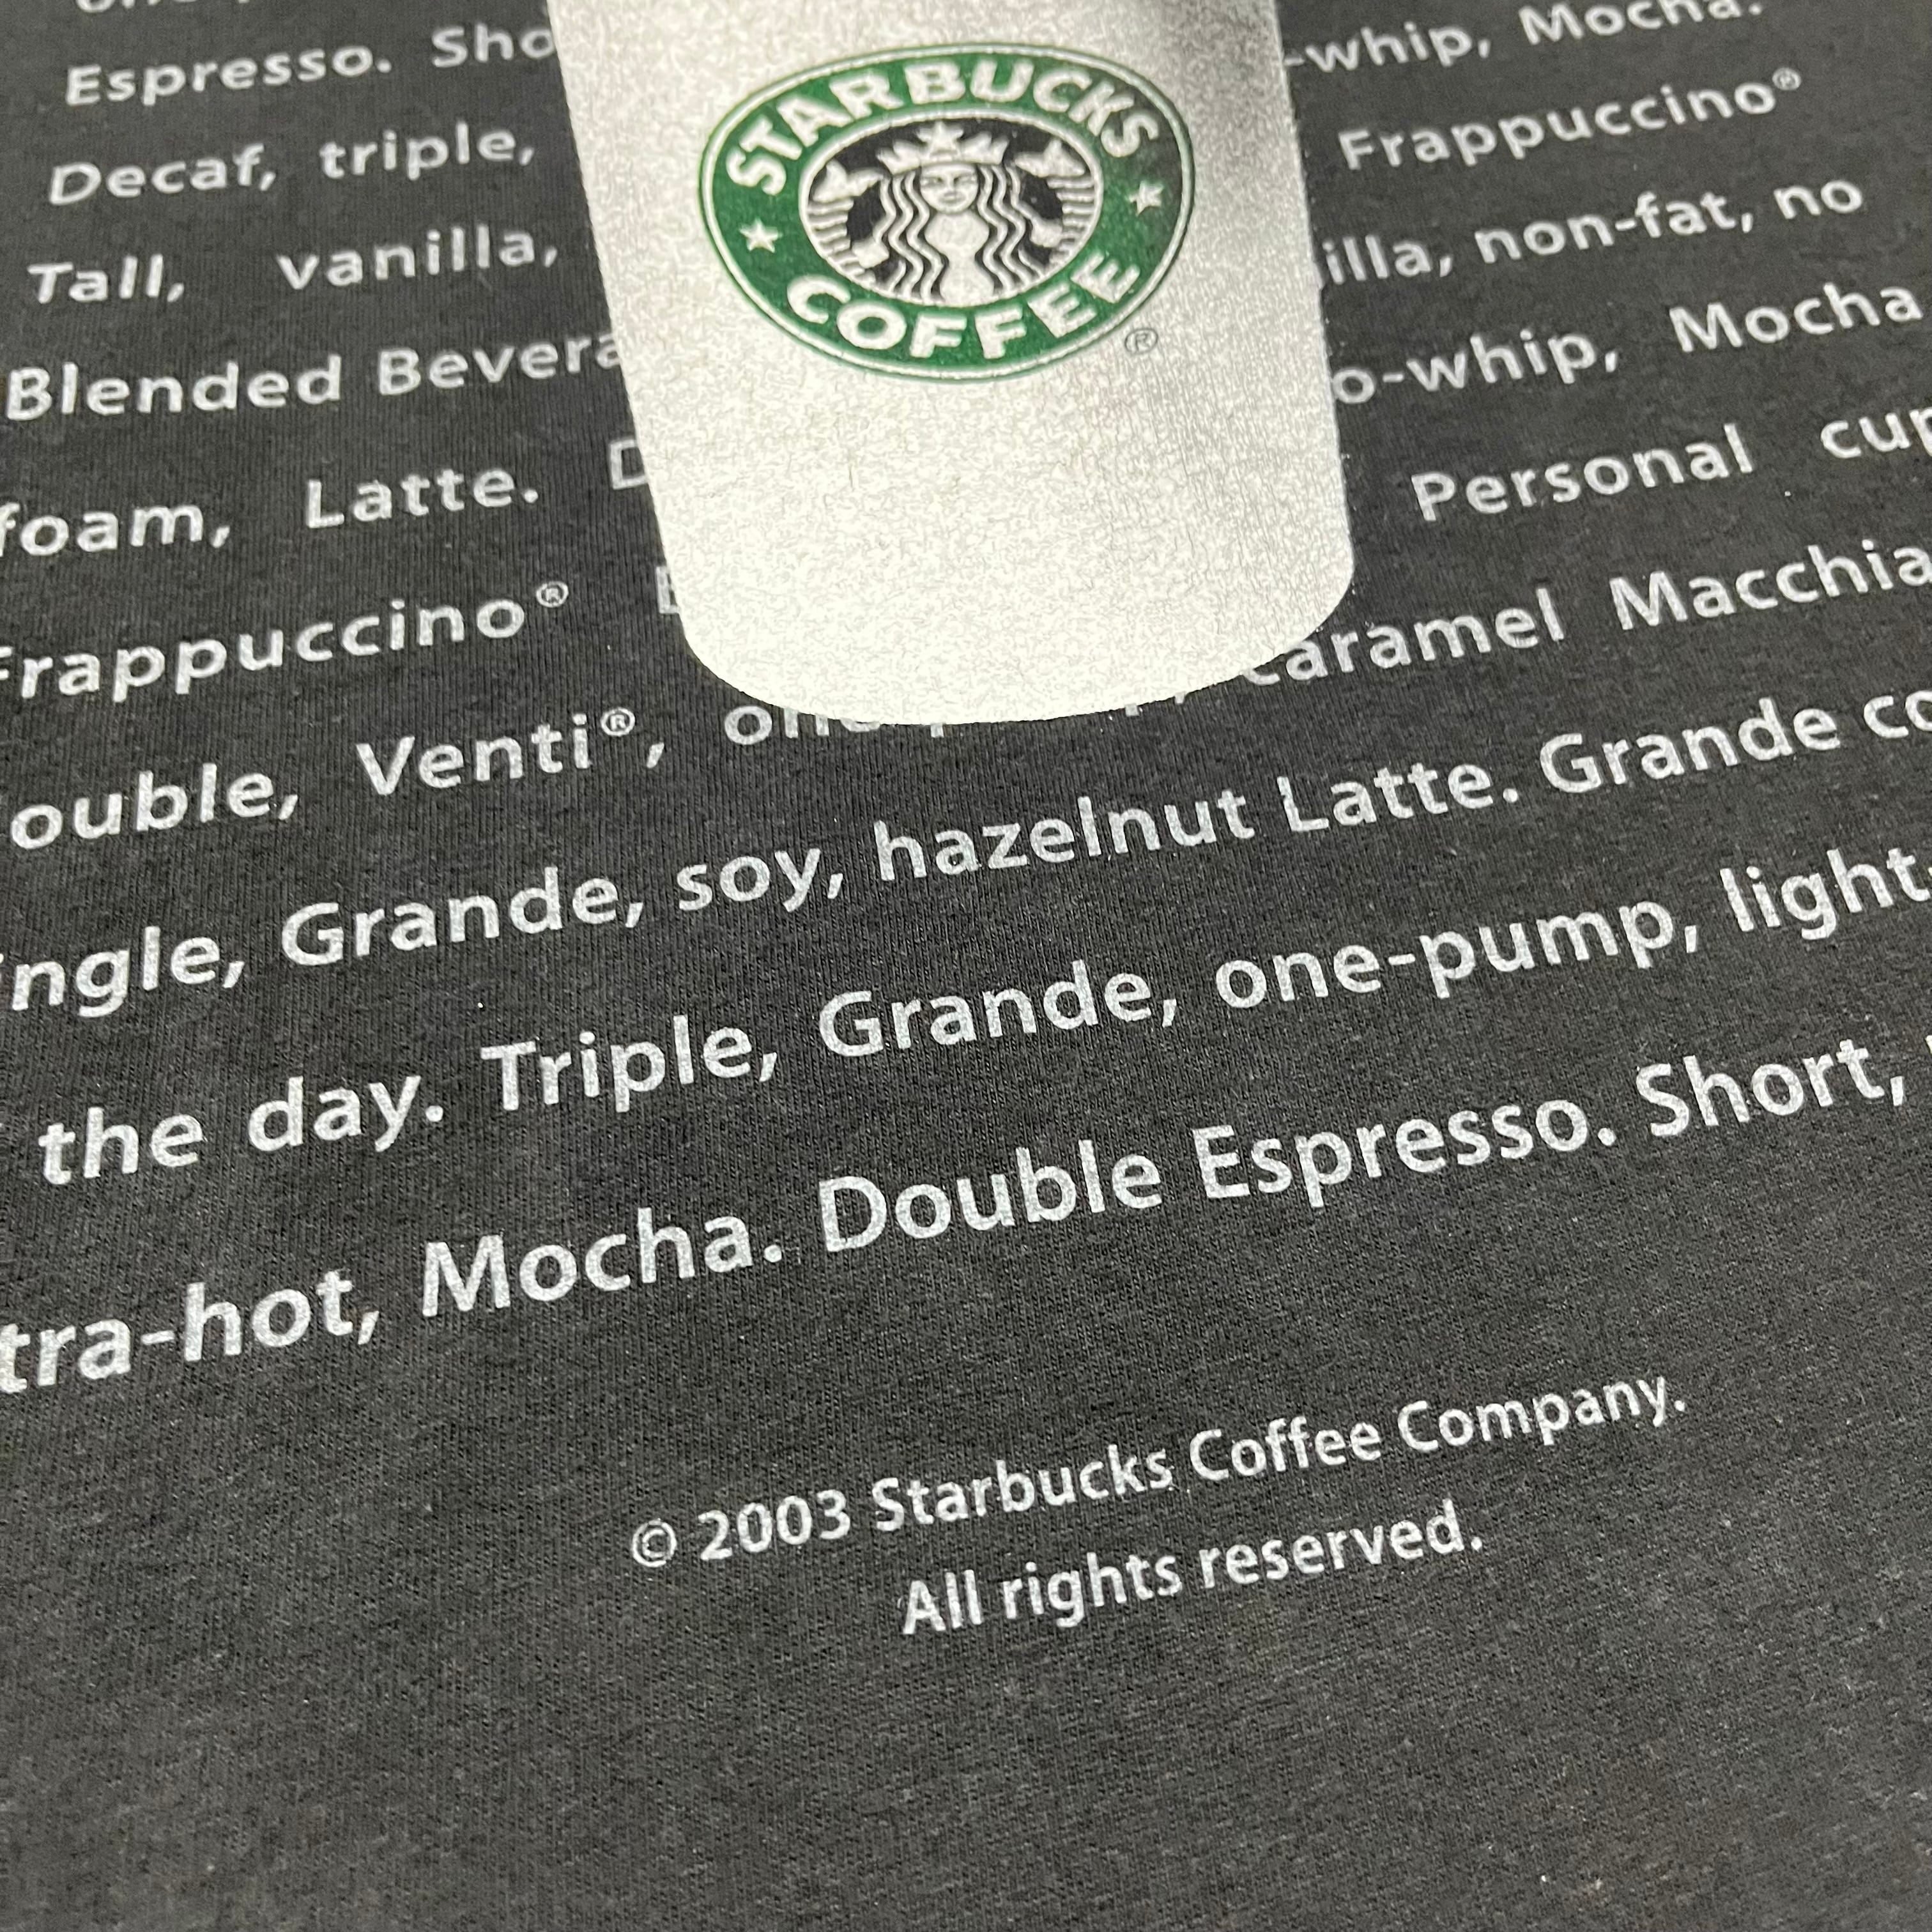 Espresso. Sho -whip, Mocha.
STARBUCKS
Decaf, triple, Frappuccino®
Tall, vanilla, illa, non-fat, no
COFFEE ®
Blended Bevera o-whip, Mocha
foam, Latte. D Personal cup
Frappuccino®
ouble, Venti®, caramel Macchia
ingle, Grande, soy, hazelnut Latte. Grande co
the day. Triple, Grande, one-pump, light-
tra-hot, Mocha. Double Espresso. Short,
© 2003 Starbucks Coffee Company.
All rights reserved.